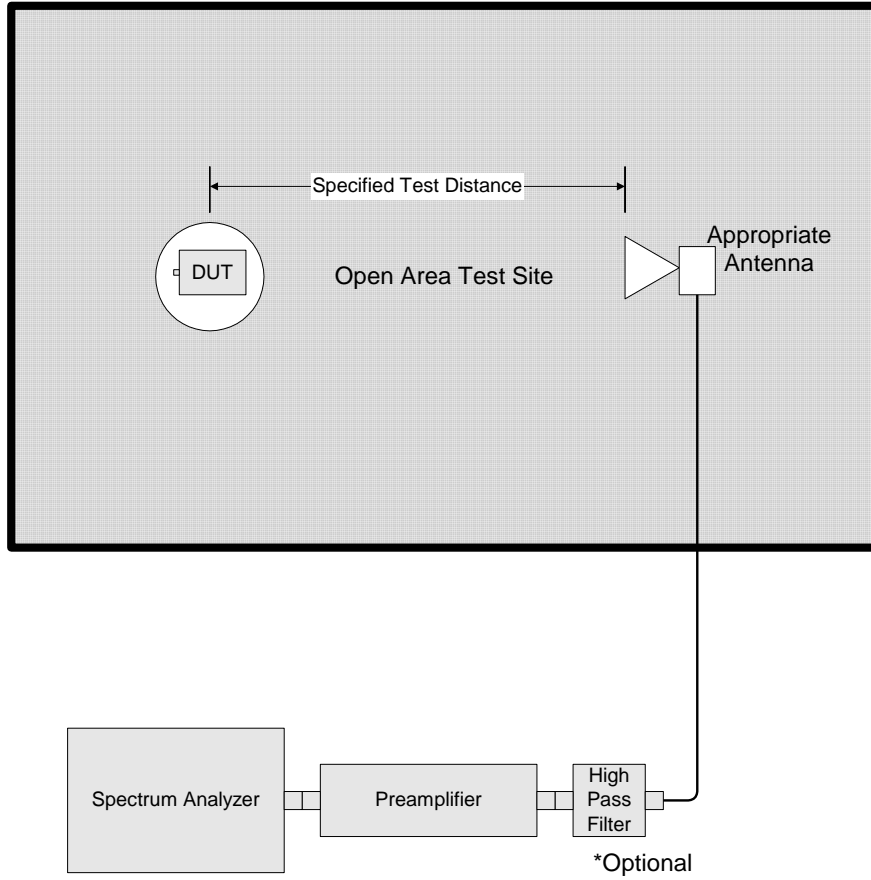 Specified Test Distance
DUT
Open Area Test Site
Appropriate
Antenna
Spectrum Analyzer
Preamplifier
High
Pass
Filter
*Optional